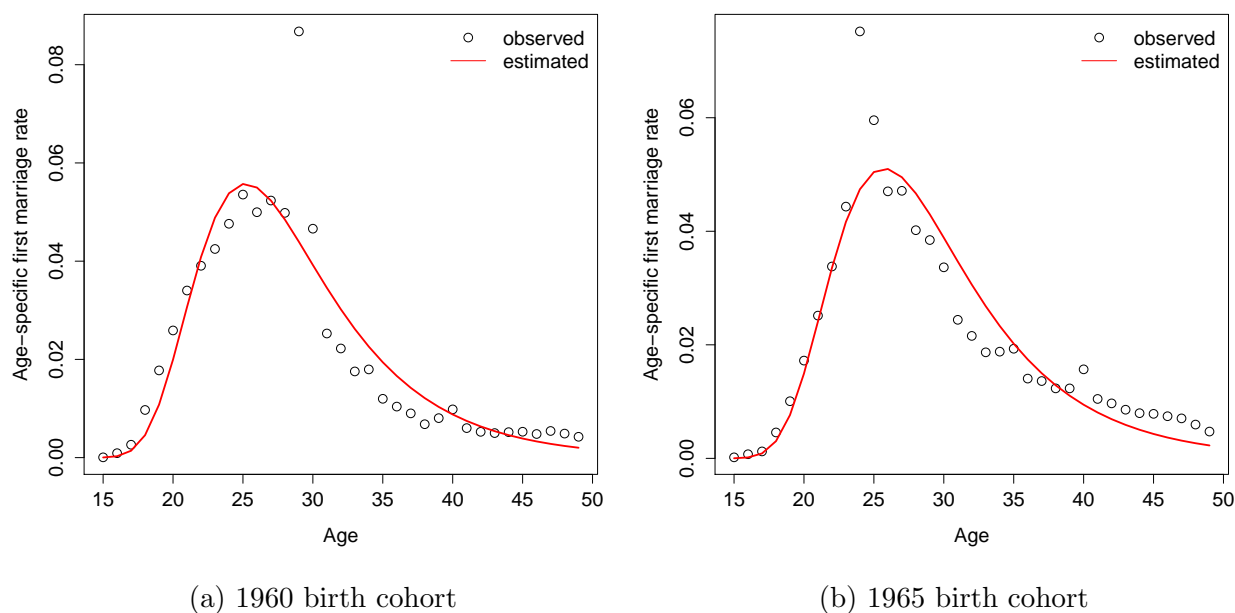 Age−specific first marriage rate
0.08
0.06
0.04
0.02
0.00
observed
estimated
15 20 25 30 35 40 45 50
Age
(a) 1960 birth cohort
Age−specific first marriage rate
0.06
0.04
0.02
0.00
observed
estimated
15 20 25 30 35 40 45 50
Age
(b) 1965 birth cohort